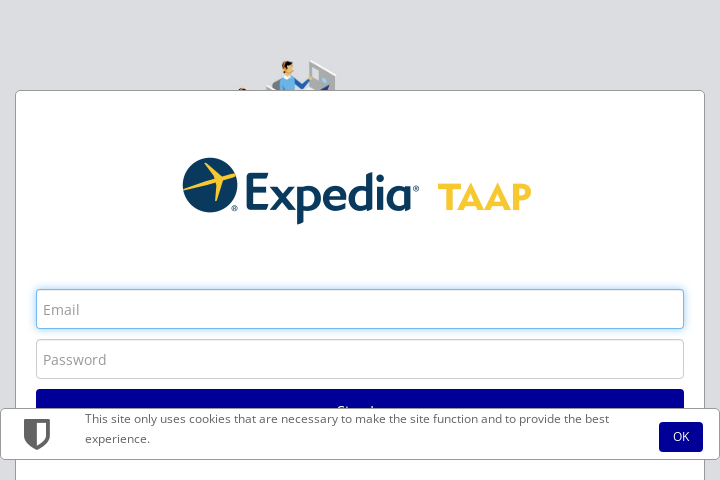 Expedia® TAAP
Email
Password
This site only uses cookies that are necessary to make the site function and to provide the best
experience.
OK